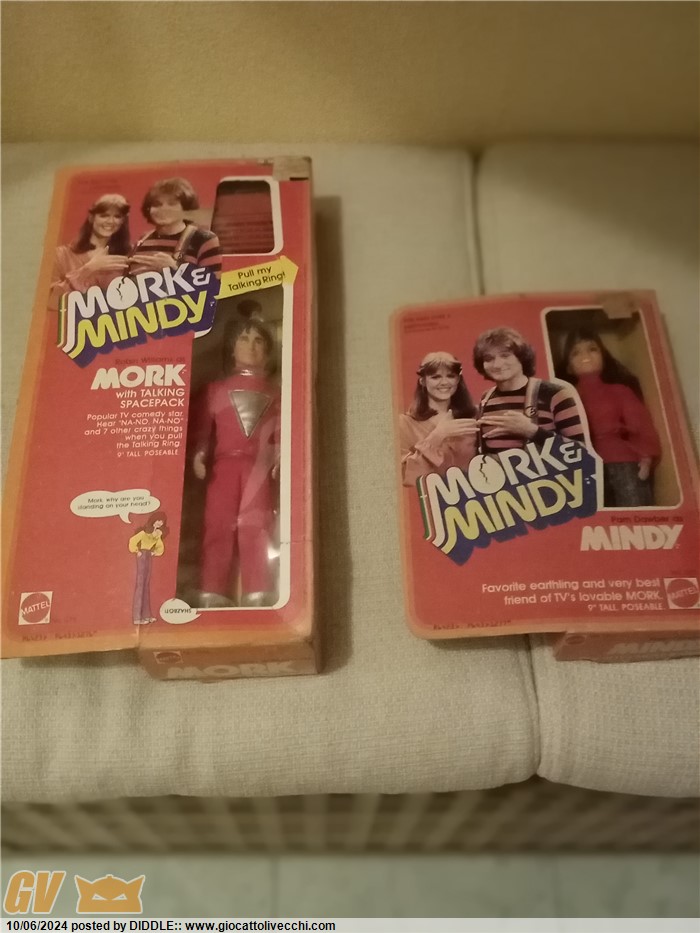 MORK&
MINDY
Pull my
Talking Ring!
Robin Williams as
MORK
with TALKING
SPACEPACK
Popular TV comedy star
Hear "NA-NO, NA-NO"
and 7 other crazy things
when you pull
the Talking Ring.
9" TALL. POSEABLE.
Mork, why are you
standing on your head?
MATTEL
MORK
MORK&
MINDY
Pam Dawber as
MINDY
Favorite earthling and very best
friend of TV's lovable MORK.
9" TALL. POSEABLE.
MATTEL
MINDY
GV
10/06/2024 posted by DIDDLE:: www.giocattolivecchi.com